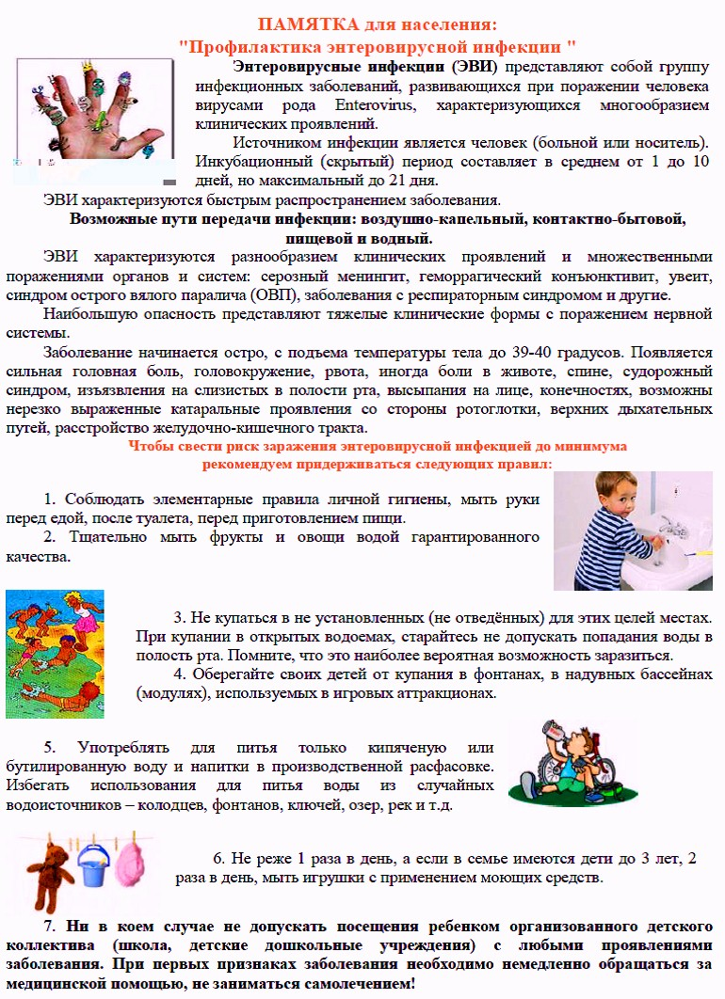 ПАМЯТКА для населения:
"Профилактика энтеровирусной инфекции "
Энтеровирусные инфекции (ЭВИ) представляют собой группу
инфекционных заболеваний, развивающихся при поражении человека
вирусами рода Enterovirus, характеризующихся многообразием
клинических проявлений.
Источником инфекции является человек (больной или носитель).
Инкубационный (скрытый) период составляет в среднем от 1 до 10
дней, но максимальный до 21 дня.
ЭВИ характеризуются быстрым распространением заболевания.
Возможные пути передачи инфекции: воздушно-капельный, контактно-бытовой,
пищевой и водный.
ЭВИ характеризуются разнообразием клинических проявлений и множественными
поражениями органов и систем: серозный менингит, геморрагический конъюнктивит, увеит,
синдром острого вялого паралича (ОВП), заболевания с респираторным синдромом и другие.
Наибольшую опасность представляют тяжелые клинические формы с поражением нервной
системы.
Заболевание начинается остро, с подъема температуры тела до 39-40 градусов. Появляется
сильная головная боль, головокружение, рвота, иногда боли в животе, спине, судорожный
синдром, изъязвления на слизистых в полости рта, высыпания на лице, конечностях, возможны
нерезко выраженные катаральные проявления со стороны ротоглотки, верхних дыхательных
путей, расстройство желудочно-кишечного тракта.
Чтобы свести риск заражения энтеровирусной инфекцией до минимума
рекомендуем придерживаться следующих правил:
1. Соблюдать элементарные правила личной гигиены, мыть руки
перед едой, после туалета, перед приготовлением пищи.
2. Тщательно мыть фрукты и овощи водой гарантированного
качества.
3. Не купаться в не установленных (не отведённых) для этих целей местах.
При купании в открытых водоемах, старайтесь не допускать попадания воды в
полость рта. Помните, что это наиболее вероятная возможность заразиться.
4. Оберегайте своих детей от купания в фонтанах, в надувных бассейнах
(модулях), используемых в игровых аттракционах.
5. Употреблять для питья только кипяченую или
бутилированную воду и напитки в производственной расфасовке.
Избегать использования для питья воды из случайных
водоисточников – колодцев, фонтанов, ключей, озер, рек и т.д.
6. Не реже 1 раза в день, а если в семье имеются дети до 3 лет, 2
раза в день, мыть игрушки с применением моющих средств.
7. Ни в коем случае не допускать посещения ребенком организованного детского
коллектива (школа, детские дошкольные учреждения) с любыми проявлениями
заболевания. При первых признаках заболевания необходимо немедленно обращаться за
медицинской помощью, не заниматься самолечением!